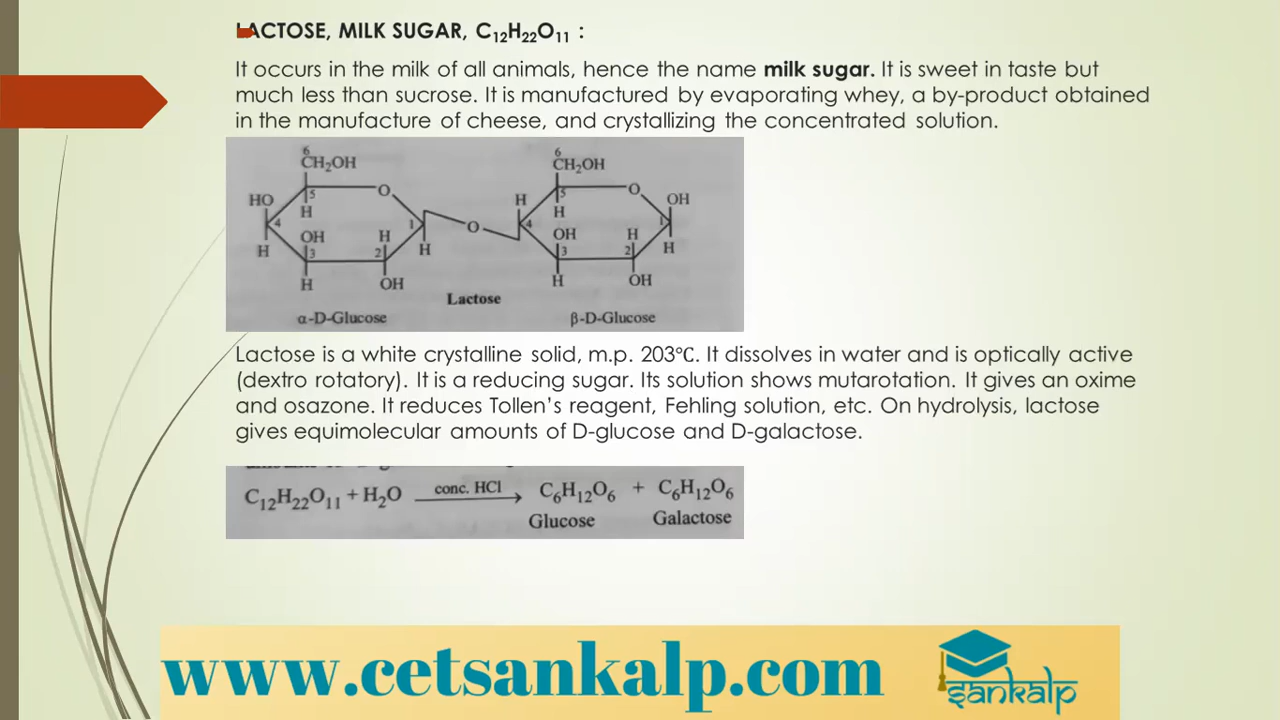 LACTOSE, MILK SUGAR, C₁₂H₂₂O₁₁ :
It occurs in the milk of all animals, hence the name milk sugar. It is sweet in taste but
much less than sucrose. It is manufactured by evaporating whey, a by-product obtained
in the manufacture of cheese, and crystallizing the concentrated solution.
6 6
CH₂OH CH₂OH
HO 5 O H 5 O OH
4 H 1 O 4 H 1
H OH H H OH H H
3 2 3 2
H OH H OH
Lactose
α-D-Glucose β-D-Glucose
Lactose is a white crystalline solid, m.p. 203℃. It dissolves in water and is optically active
(dextro rotatory). It is a reducing sugar. Its solution shows mutarotation. It gives an oxime
and osazone. It reduces Tollen’s reagent, Fehling solution, etc. On hydrolysis, lactose
gives equimolecular amounts of D-glucose and D-galactose.
C₁₂H₂₂O₁₁ + H₂O conc. HCl → C₆H₁₂O₆ + C₆H₁₂O₆
Glucose Galactose
www.cetsankalp.com
sankalp